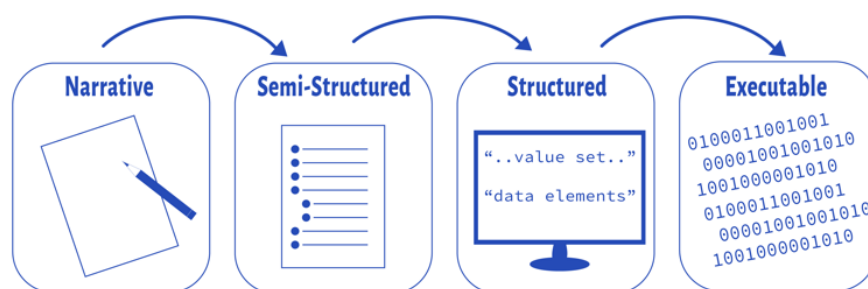 Narrative
Semi-Structured
Structured
Executable
“..value set..”
“data elements”
0100011001001
00001001001010
1001000001010
0100011001001
00001001001010
1001000001010